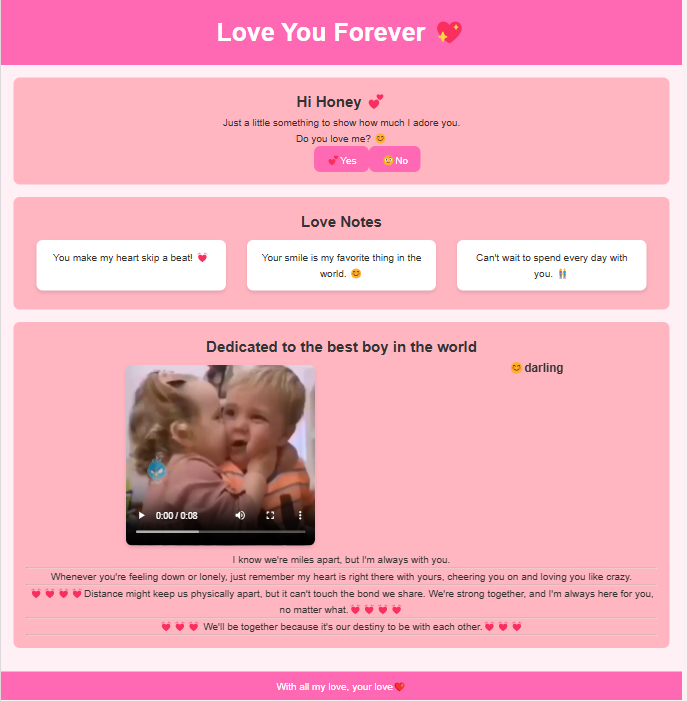 Love You Forever 💖
Hi Honey 💕
Just a little something to show how much I adore you.
Do you love me? 😊
💕Yes
🧐No
Love Notes
You make my heart skip a beat! 💓
Your smile is my favorite thing in the
world. 😊
Can't wait to spend every day with
you. 👫
Dedicated to the best boy in the world
😊darling
0:00 / 0:08
I know we're miles apart, but I'm always with you.
Whenever you're feeling down or lonely, just remember my heart is right there with yours, cheering you on and loving you like crazy.
💓 💓 💓 💓Distance might keep us physically apart, but it can't touch the bond we share. We're strong together, and I'm always here for you,
no matter what.💓 💓 💓 💓
💓 💓 💓 We'll be together because it's our destiny to be with each other.💓 💓 💓
With all my love, your love💖